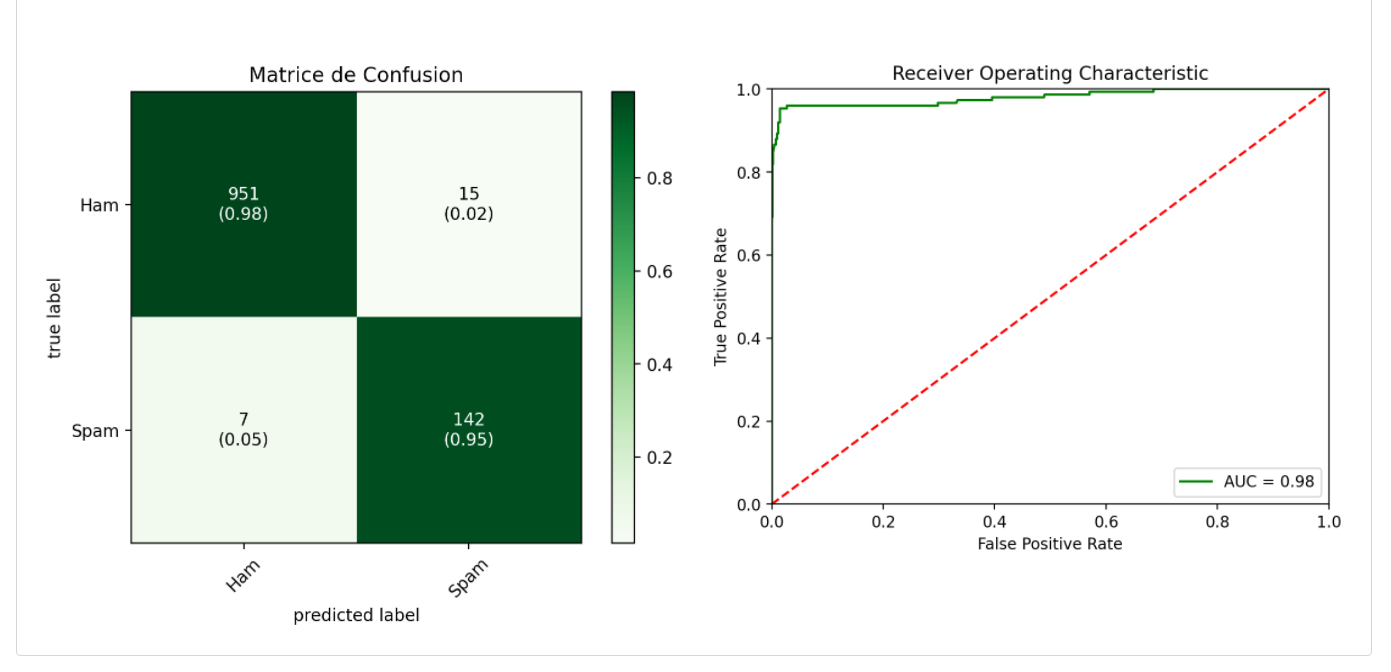 Matrice de Confusion
951
(0.98)
15
(0.02)
7
(0.05)
142
(0.95)
Ham
Spam
true label
Ham
Spam
predicted label
0.8
0.6
0.4
0.2
Receiver Operating Characteristic
1.0
0.8
0.6
0.4
0.2
0.0
True Positive Rate
AUC = 0.98
0.0
0.2
0.4
0.6
0.8
1.0
False Positive Rate